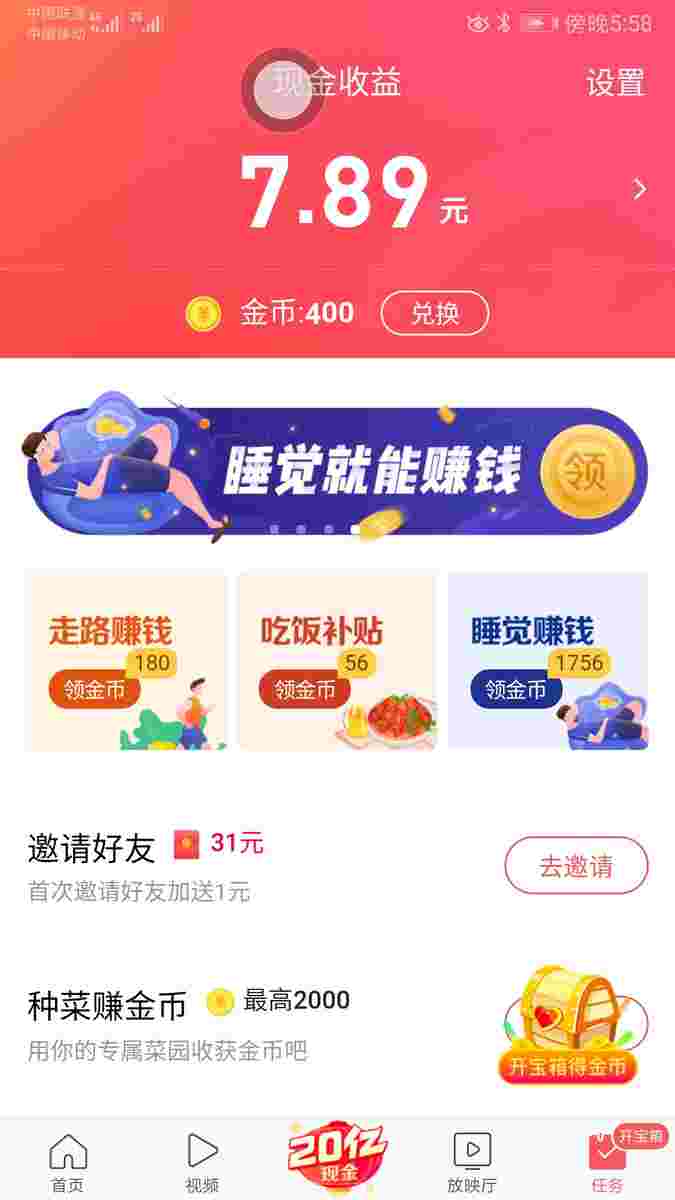 中国联通
中国移动
傍晚5:58
现金收益
设置
7.89元
金币:400
兑换
睡觉就能赚钱
领
走路赚钱
180
领金币
吃饭补贴
56
领金币
睡觉赚钱
1756
领金币
邀请好友 31元
首次邀请好友加送1元
去邀请
种菜赚金币 最高2000
用你的专属菜园收获金币吧
开宝箱得金币
首页
视频
20亿
现金
放映厅
开宝箱
任务